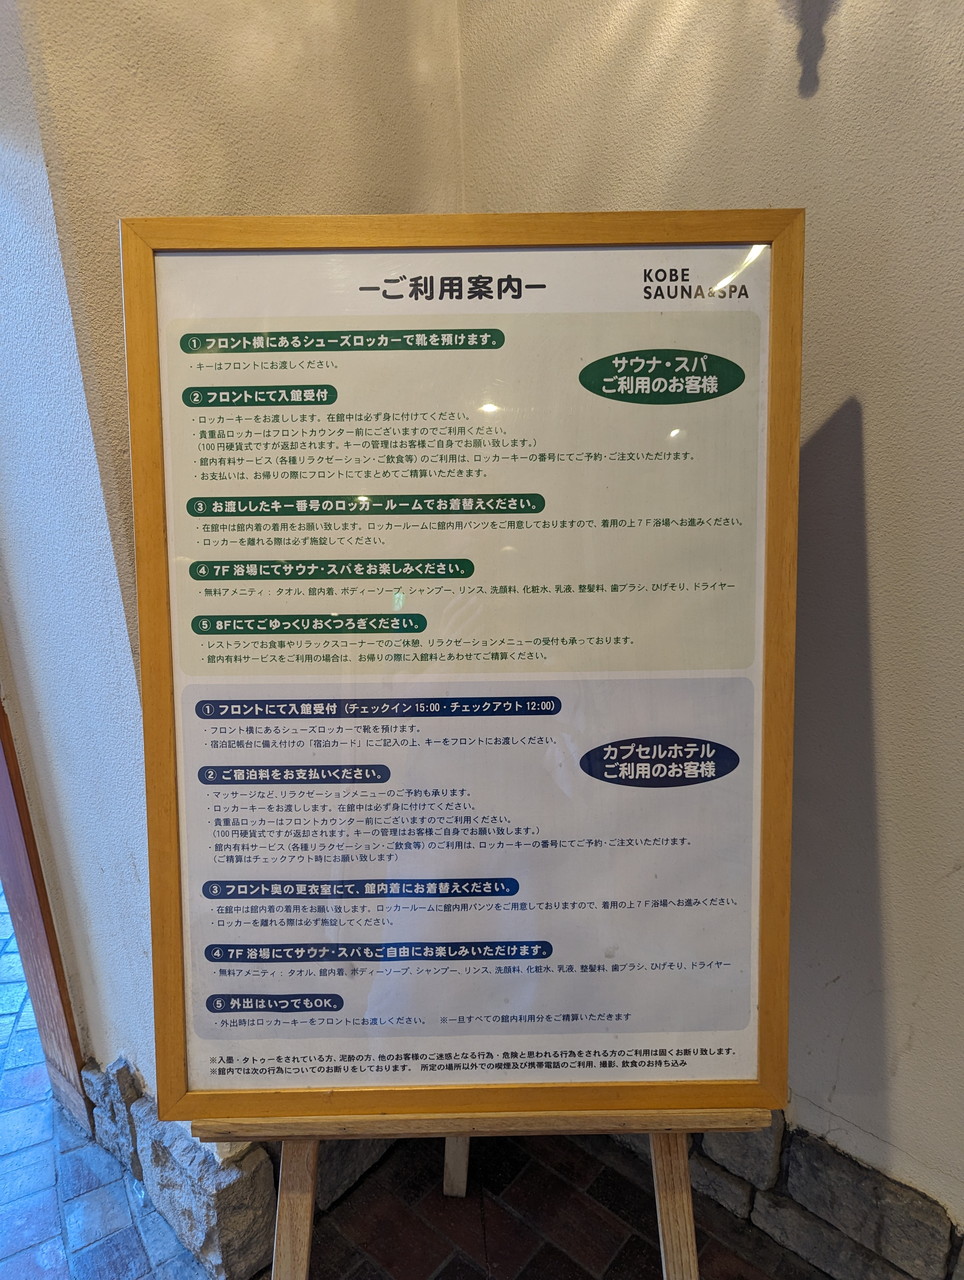 ーご利用案内ー
KOBE
SAUNA&SPA
① フロント横にあるシューズロッカーで靴を預けます。
・キーはフロントにお渡しください。
サウナ・スパ
ご利用のお客様
② フロントにて入館受付
・ロッカーキーをお渡しします。在館中は必ず身に付けてください。
・貴重品ロッカーはフロントカウンター前にございますのでご利用ください。
（100円硬貨式ですが返却されます。キーの管理はお客様ご自身でお願い致します。）
・館内有料サービス（各種リラクゼーション・ご飲食等）のご利用は、ロッカーキーの番号にてご予約・ご注文いただけます。
・お支払いは、お帰りの際にフロントにてまとめてご精算いただきます。
③ お渡ししたキー番号のロッカールームでお着替えください。
・在館中は館内着の着用をお願い致します。ロッカールームに館内用パンツをご用意しておりますので、着用の上７Ｆ浴場へお進みください。
・ロッカーを離れる際は必ず施錠してください。
④ 7F 浴場にてサウナ・スパをお楽しみください。
・無料アメニティ：タオル、館内着、ボディーソープ、シャンプー、リンス、洗顔料、化粧水、乳液、整髪料、歯ブラシ、ひげそり、ドライヤー
⑤ 8Fにてごゆっくりおくつろぎください。
・レストランでお食事やリラックスコーナーでのご休憩、リラクゼーションメニューの受付も承っております。
・館内有料サービスをご利用の場合は、お帰りの際に入館料とあわせてご精算ください。
① フロントにて入館受付（チェックイン 15:00・チェックアウト 12:00）
・フロント横にあるシューズロッカーで靴を預けます。
・宿泊記帳台に備え付けの「宿泊カード」にご記入の上、キーをフロントにお渡しください。
カプセルホテル
ご利用のお客様
② ご宿泊料をお支払いください。
・マッサージなど、リラクゼーションメニューのご予約も承ります。
・ロッカーキーをお渡しします。在館中は必ず身に付けてください。
・貴重品ロッカーはフロントカウンター前にございますのでご利用ください。
（100円硬貨式ですが返却されます。キーの管理はお客様ご自身でお願い致します。）
・館内有料サービス（各種リラクゼーション・ご飲食等）のご利用は、ロッカーキーの番号にてご予約・ご注文いただけます。
（ご精算はチェックアウト時にお願い致します）
③ フロント奥の更衣室にて、館内着にお着替えください。
・在館中は館内着の着用をお願い致します。ロッカールームに館内用パンツをご用意しておりますので、着用の上７Ｆ浴場へお進みください。
・ロッカーを離れる際は必ず施錠してください。
④ 7F 浴場にてサウナ・スパもご自由にお楽しみいただけます。
・無料アメニティ：タオル、館内着、ボディーソープ、シャンプー、リンス、洗顔料、化粧水、乳液、整髪料、歯ブラシ、ひげそり、ドライヤー
⑤ 外出はいつでもOK。
・外出時はロッカーキーをフロントにお渡しください。 ※一旦すべての館内利用分をご精算いただきます
※入墨・タトゥーをされている方、泥酔の方、他のお客様のご迷惑となる行為・危険と思われる行為をされる方のご利用は固くお断り致します。
※館内では次の行為についてのお断りをしております。 所定の場所以外での喫煙及び携帯電話のご利用、撮影、飲食のお持ち込み